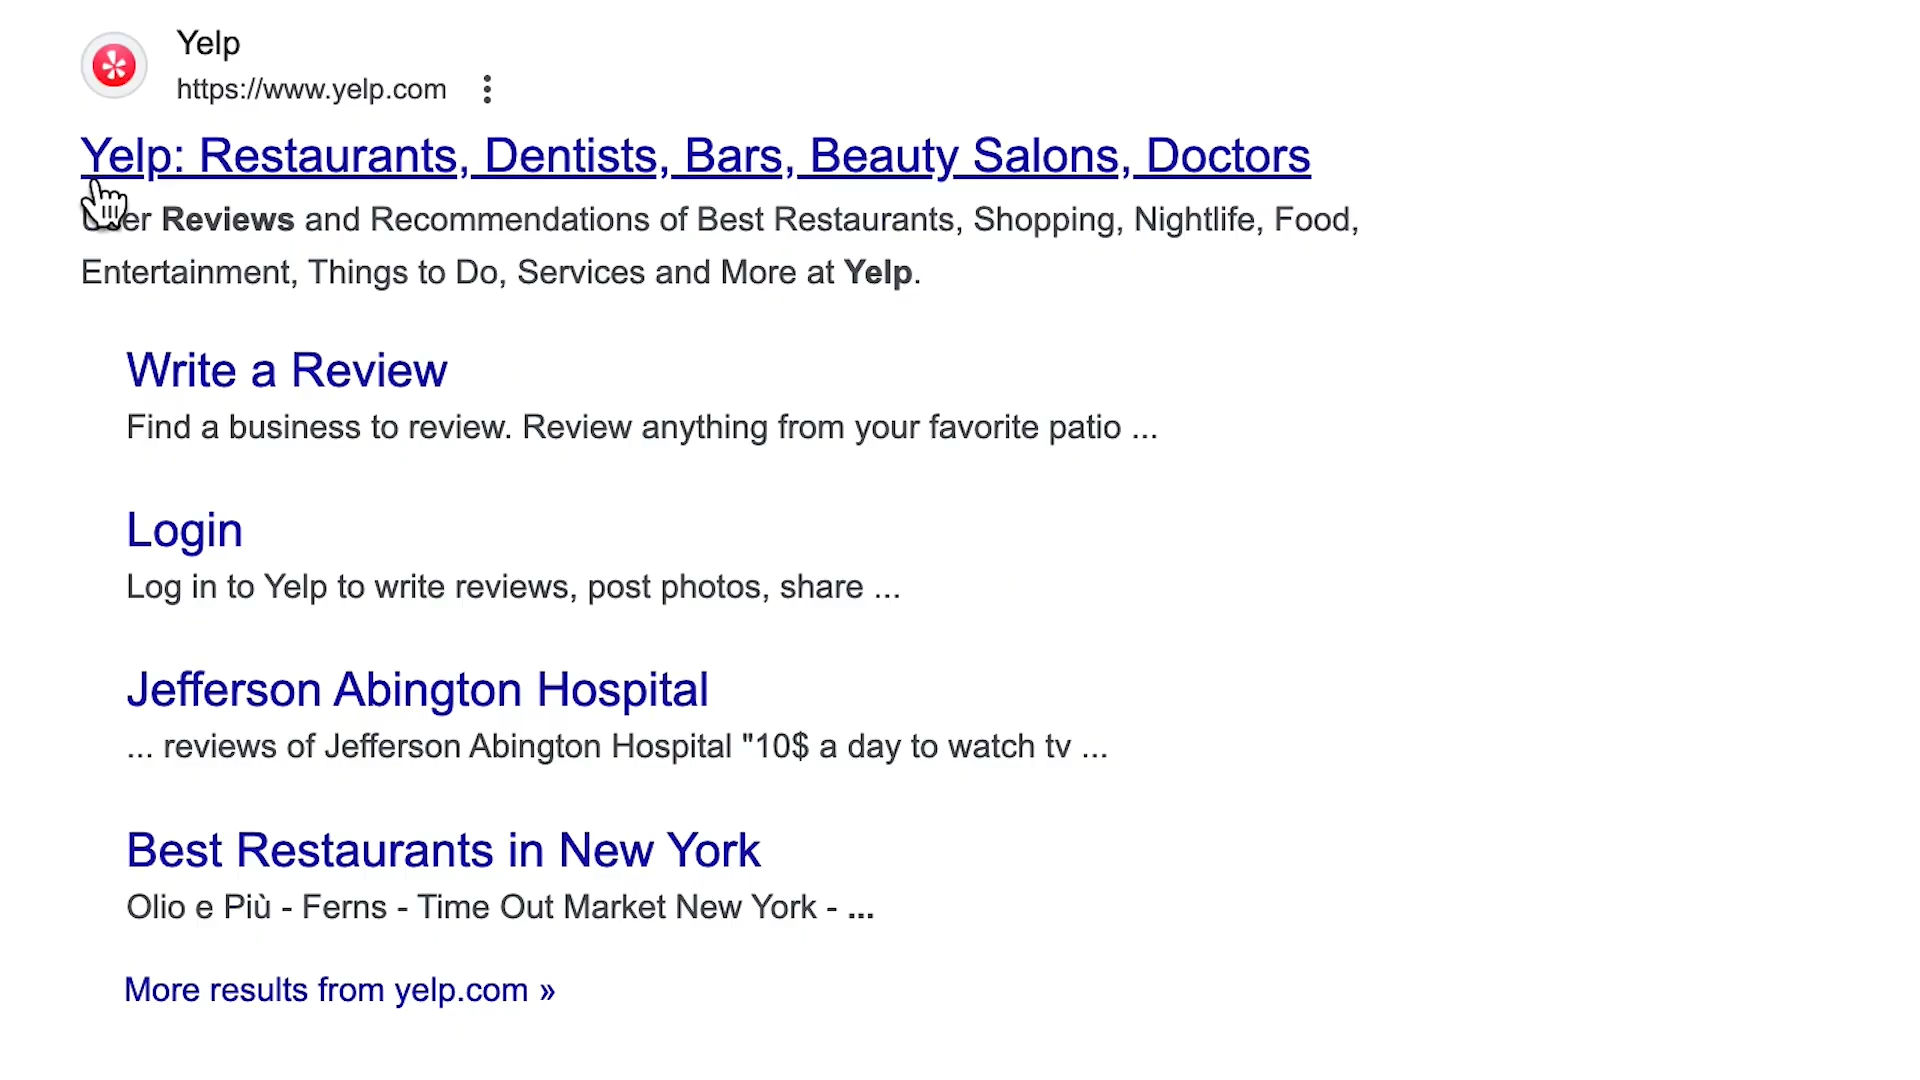 Yelp
https://www.yelp.com
Yelp: Restaurants, Dentists, Bars, Beauty Salons, Doctors
User Reviews and Recommendations of Best Restaurants, Shopping, Nightlife, Food,
Entertainment, Things to Do, Services and More at Yelp.
Write a Review
Find a business to review. Review anything from your favorite patio ...
Login
Log in to Yelp to write reviews, post photos, share ...
Jefferson Abington Hospital
... reviews of Jefferson Abington Hospital "10$ a day to watch tv ...
Best Restaurants in New York
Olio e Più - Ferns - Time Out Market New York - ...
More results from yelp.com »